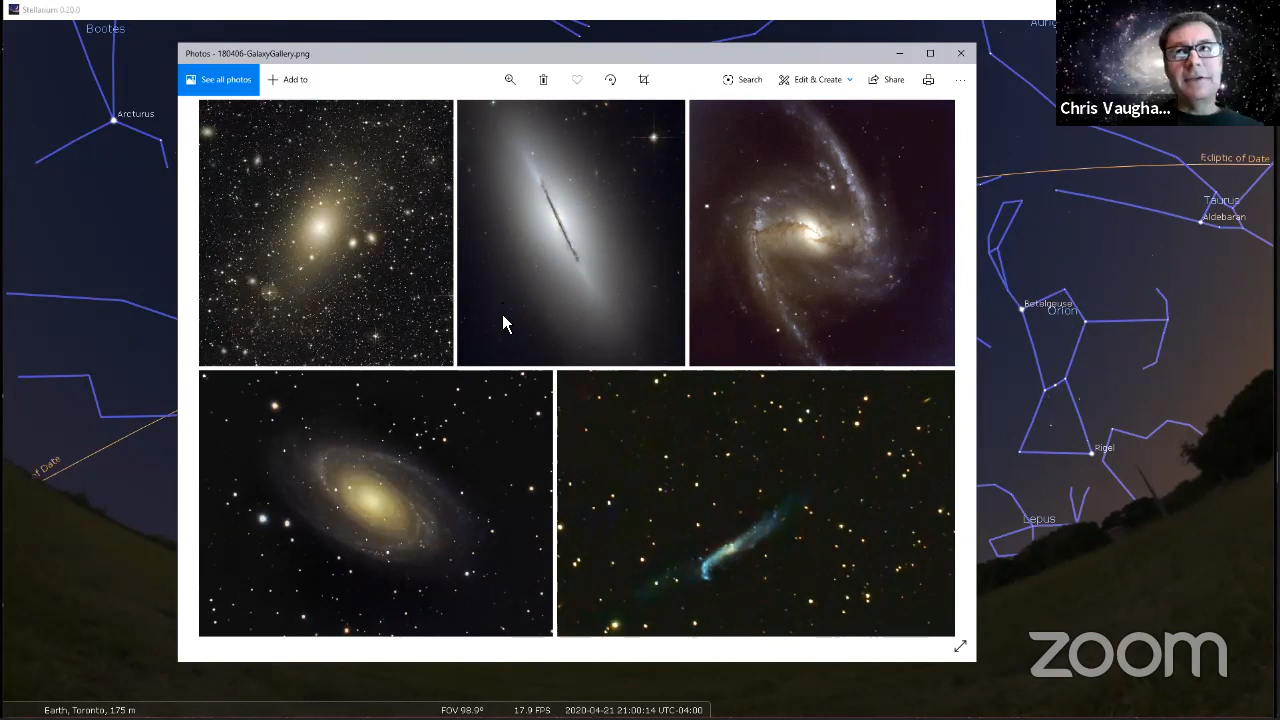 Stellarium 0.20.0
Bootes
Arcturus
Photos - 180406-GalaxyGallery.png
See all photos
Add to
Search
Edit & Create
Share
Chris Vaugha...
Ecliptic of Date
Taurus
Aldebaran
Betelgeuse
Orion
Rigel
Lepus
of Date
zoom
Earth, Toronto, 175 m
FOV 98.9°
17.9 FPS
2020-04-21 21:00:14 UTC-04:00